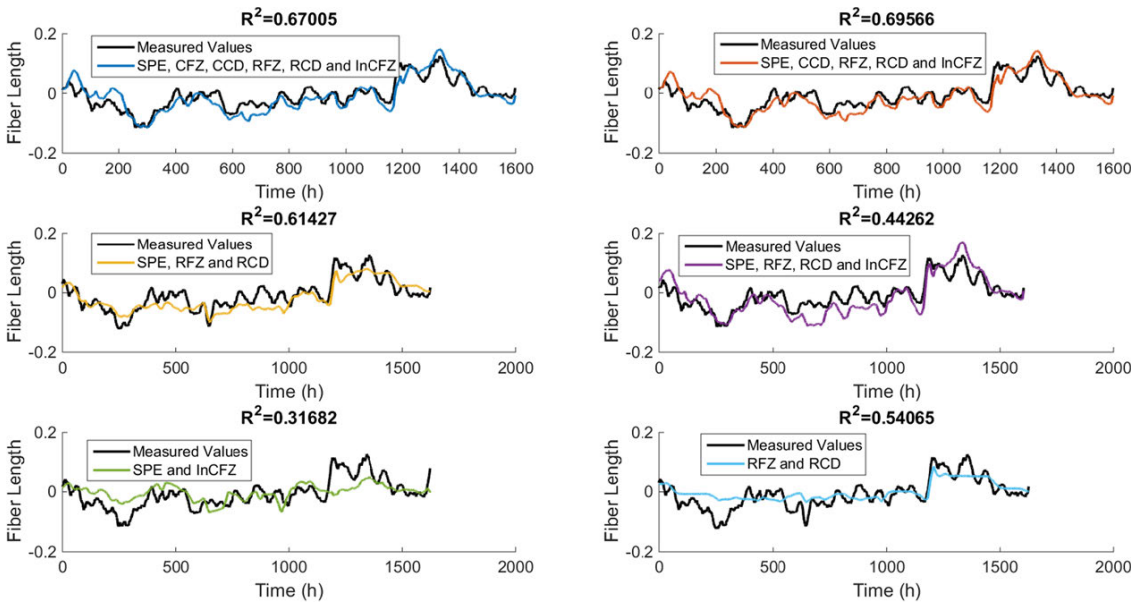 R²=0.67005
0.2
Measured Values
SPE, CFZ, CCD, RFZ, RCD and InCFZ
0
-0.2
Fiber Length
0 200 400 600 800 1000 1200 1400 1600
Time (h)
R²=0.69566
0.2
Measured Values
SPE, CCD, RFZ, RCD and InCFZ
0
-0.2
Fiber Length
0 200 400 600 800 1000 1200 1400 1600
Time (h)
R²=0.61427
0.2
Measured Values
SPE, RFZ and RCD
0
-0.2
Fiber Length
0 500 1000 1500 2000
Time (h)
R²=0.44262
0.2
Measured Values
SPE, RFZ, RCD and InCFZ
0
-0.2
Fiber Length
0 500 1000 1500 2000
Time (h)
R²=0.31682
0.2
Measured Values
SPE and InCFZ
0
-0.2
Fiber Length
0 500 1000 1500 2000
Time (h)
R²=0.54065
0.2
Measured Values
RFZ and RCD
0
-0.2
Fiber Length
0 500 1000 1500 2000
Time (h)